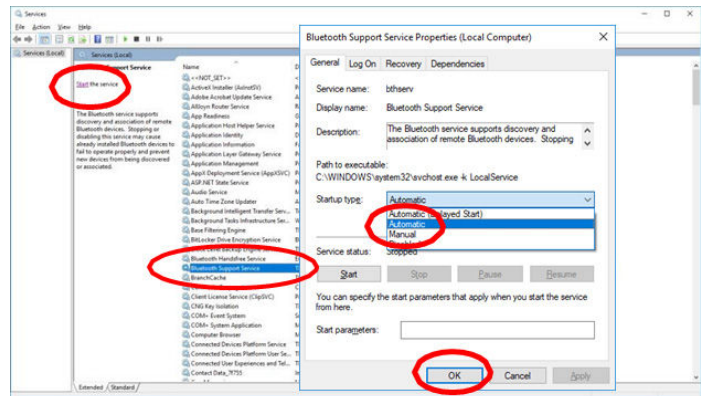 Services
File Action View Help
Services (Local)
Services (Local)
Support Service
Start the service
The Bluetooth service supports
discovery and association of remote
Bluetooth devices. Stopping or
disabling this service may cause
already installed Bluetooth devices to
fail to operate properly and prevent
new devices from being discovered
or associated.
Name
<<NOT_SET>>
ActiveX Installer (AxInstSV)
Adobe Acrobat Update Service
AllJoyn Router Service
App Readiness
Application Host Helper Service
Application Identity
Application Information
Application Layer Gateway Service
Application Management
AppX Deployment Service (AppXSVC)
ASP.NET State Service
Audio Service
Auto Time Zone Updater
Background Intelligent Transfer Serv...
Background Tasks Infrastructure Ser...
Base Filtering Engine
BitLocker Drive Encryption Service
Block Level Backup Engine Service
Bluetooth Handsfree Service
Bluetooth Support Service
BranchCache
Client License Service (ClipSVC)
CNG Key Isolation
COM+ Event System
COM+ System Application
Computer Browser
Connected Devices Platform Service
Connected Devices Platform User Se...
Connected User Experiences and Tel...
Contact Data_7f755
Extended Standard
Bluetooth Support Service Properties (Local Computer)
General Log On Recovery Dependencies
Service name: bthserv
Display name: Bluetooth Support Service
Description: The Bluetooth service supports discovery and
association of remote Bluetooth devices. Stopping
Path to executable:
C:\WINDOWS\system32\svchost.exe -k LocalService
Startup type: Automatic
Automatic (Delayed Start)
Automatic
Manual
Service status: Stopped
Start Stop Pause Resume
You can specify the start parameters that apply when you start the service
from here.
Start parameters:
OK Cancel Apply